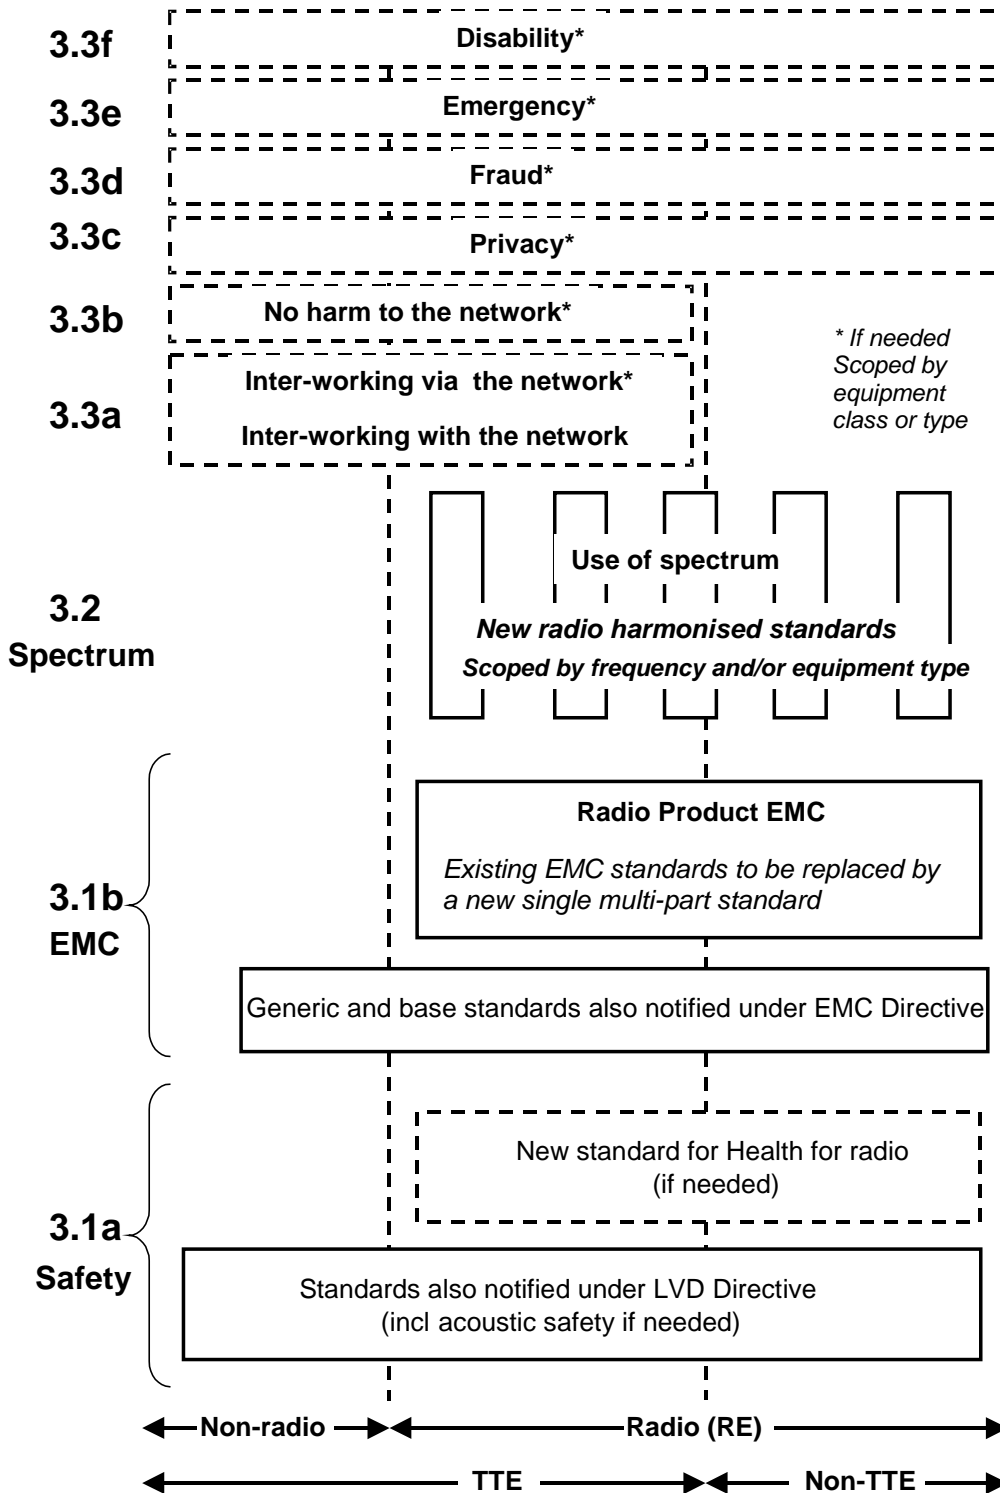 3.3f
Disability*
3.3e
Emergency*
3.3d
Fraud*
3.3c
Privacy*
3.3b
No harm to the network*
3.3a
Inter-working via the network*
Inter-working with the network
* If needed
Scoped by
equipment
class or type
3.2
Spectrum
Use of spectrum
New radio harmonised standards
Scoped by frequency and/or equipment type
3.1b
EMC
Radio Product EMC
Existing EMC standards to be replaced by
a new single multi-part standard
Generic and base standards also notified under EMC Directive
3.1a
Safety
New standard for Health for radio
(if needed)
Standards also notified under LVD Directive
(incl acoustic safety if needed)
Non-radio
Radio (RE)
TTE
Non-TTE